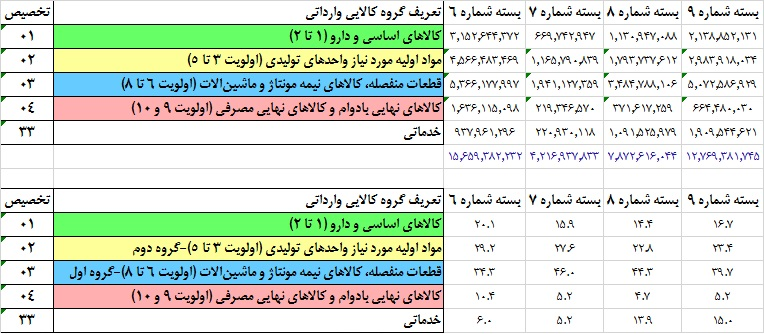 تخصیص	تعریف گروه کالایی وارداتی	بسته شماره ۶	بسته شماره ۷	بسته شماره ۸	بسته شماره ۹
۰۱	کالاهای اساسی و دارو (۱ تا ۲)	۳,۱۵۲,۶۴۴,۳۷۲	۶۶۹,۷۴۲,۹۴۷	۱,۱۳۰,۹۴۷,۰۸۸	۲,۱۳۸,۸۵۲,۱۳۱
۰۲	مواد اولیه مورد نیاز واحدهای تولیدی (اولویت ۳ تا ۵)	۴,۵۶۶,۴۸۳,۴۶۹	۱,۱۶۵,۷۹۰,۸۳۹	۱,۷۹۳,۷۳۷,۶۱۲	۲,۹۸۳,۹۱۸,۰۳۴
۰۳	قطعات منفصله، کالاهای نیمه مونتاژ و ماشین‌الات (اولویت ۶ تا ۸)	۵,۳۶۶,۱۷۷,۹۹۷	۱,۹۴۱,۱۲۷,۳۵۹	۳,۴۸۴,۷۸۸,۱۰۶	۵,۰۷۲,۵۸۶,۹۲۹
۰۴	کالاهای نهایی بادوام و کالاهای نهایی مصرفی (اولویت ۹ و ۱۰)	۱,۶۳۶,۱۱۵,۰۹۸	۲۱۹,۳۴۶,۵۷۰	۳۷۱,۶۱۷,۲۵۹	۶۶۴,۴۸۰,۰۳۰
۳۳	خدماتی	۹۳۷,۹۶۱,۲۹۶	۲۲۰,۹۳۰,۱۱۸	۱,۰۹۱,۵۲۵,۹۷۹	۱,۹۰۹,۵۴۴,۶۲۱
۱۵,۶۵۹,۳۸۲,۲۳۲	۴,۲۱۶,۹۳۷,۸۳۳	۷,۸۷۲,۶۱۶,۰۴۴	۱۲,۷۶۹,۳۸۱,۷۴۵
تخصیص	تعریف گروه کالایی وارداتی	بسته شماره ۶	بسته شماره ۷	بسته شماره ۸	بسته شماره ۹
۰۱	کالاهای اساسی و دارو (۱ تا ۲)	۲۰.۱	۱۵.۹	۱۴.۴	۱۶.۷
۰۲	مواد اولیه مورد نیاز واحدهای تولیدی (اولویت ۳ تا ۵)-گروه دوم	۲۹.۲	۲۷.۶	۲۲.۸	۲۳.۴
۰۳	قطعات منفصله، کالاهای نیمه مونتاژ و ماشین‌الات (اولویت ۶ تا ۸)-گروه اول	۳۴.۳	۴۶.۰	۴۴.۳	۳۹.۷
۰۴	کالاهای نهایی بادوام و کالاهای نهایی مصرفی (اولویت ۹ و ۱۰)	۱۰.۴	۵.۲	۴.۷	۵.۲
۳۳	خدماتی	۶.۰	۵.۲	۱۳.۹	۱۵.۰